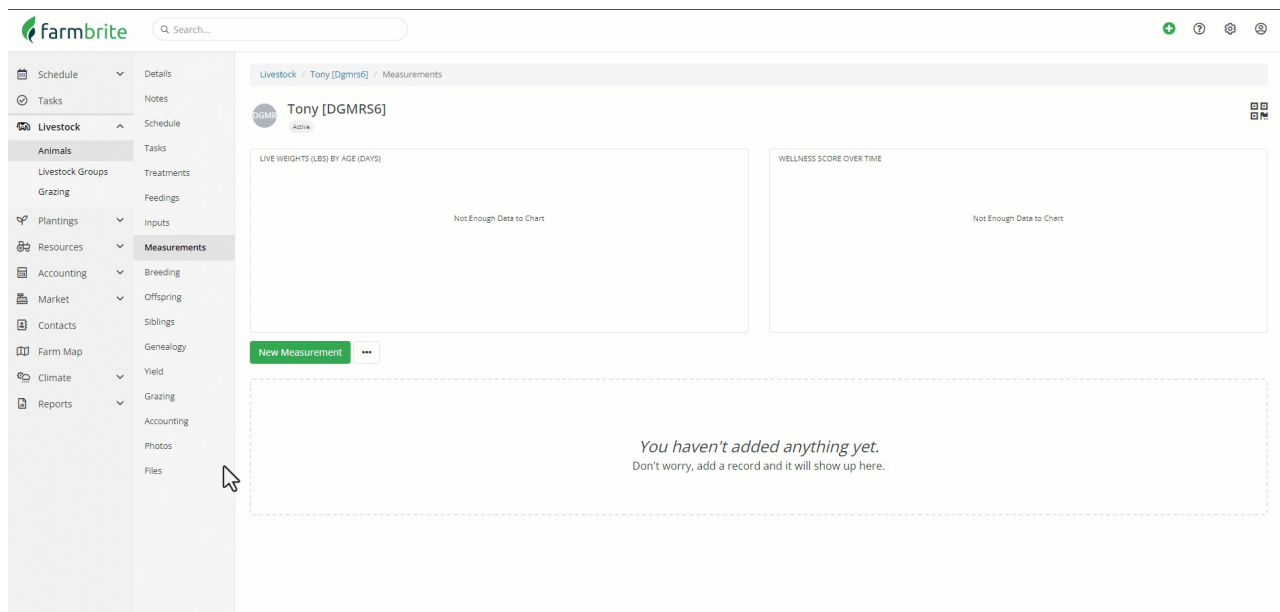 farmbrite
Search...
Schedule
Tasks
Livestock
Animals
Livestock Groups
Grazing
Plantings
Resources
Accounting
Market
Contacts
Farm Map
Climate
Reports
Details
Notes
Schedule
Tasks
Treatments
Feedings
Inputs
Measurements
Breeding
Offspring
Siblings
Genealogy
Yield
Grazing
Accounting
Photos
Files
Livestock / Tony [Dgmrs6] / Measurements
DGMR
Tony [DGMRS6]
Active
LIVE WEIGHTS (LBS) BY AGE (DAYS)
Not Enough Data to Chart
WELLNESS SCORE OVER TIME
Not Enough Data to Chart
New Measurement
You haven't added anything yet.
Don't worry, add a record and it will show up here.